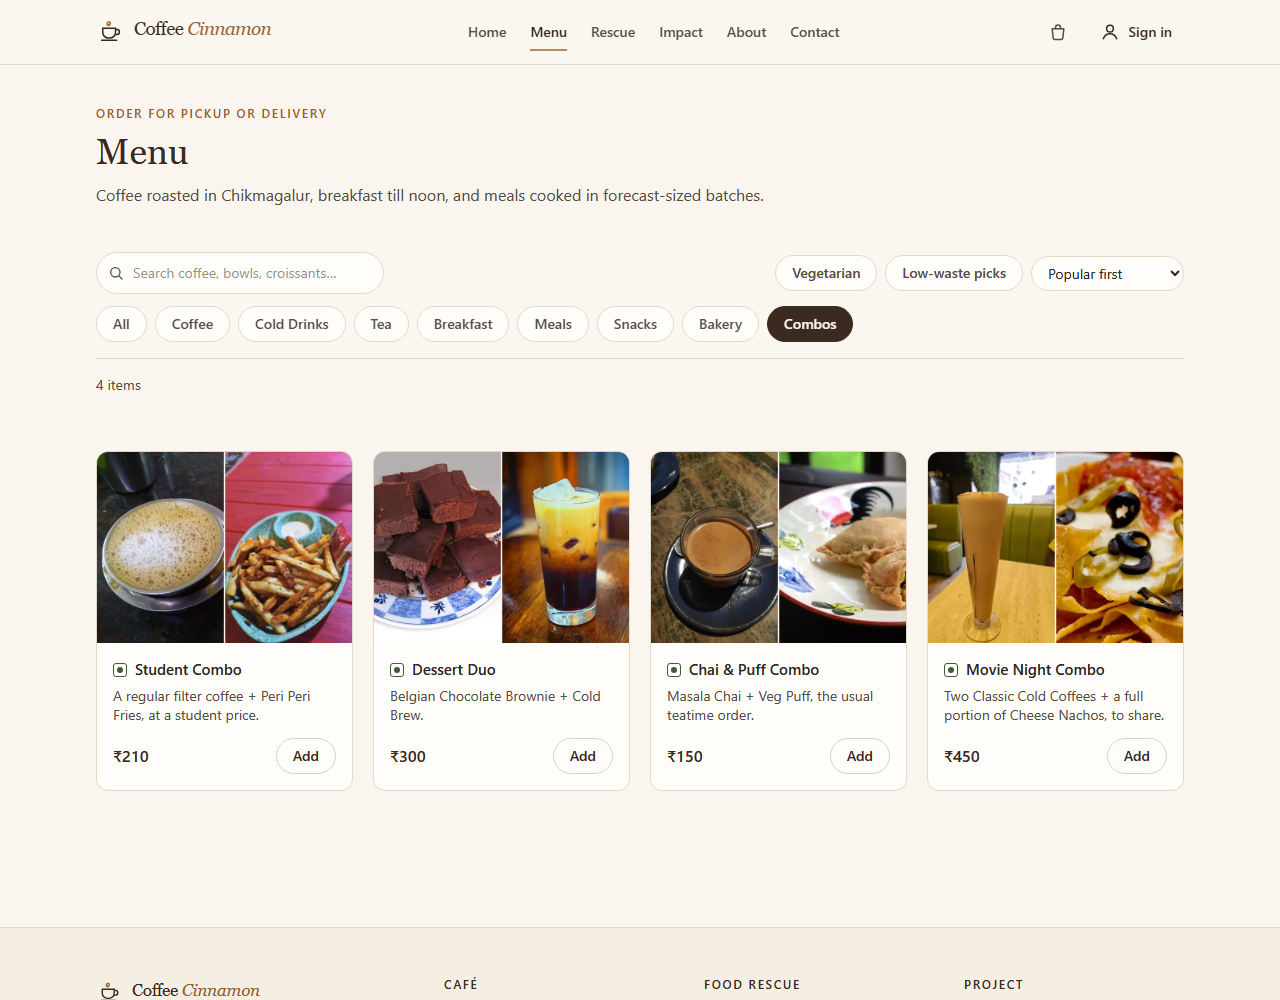 Coffee Cinnamon
Home
Menu
Rescue
Impact
About
Contact
Sign in
ORDER FOR PICKUP OR DELIVERY
Menu
Coffee roasted in Chikmagalur, breakfast till noon, and meals cooked in forecast-sized batches.
Search coffee, bowls, croissants...
Vegetarian
Low-waste picks
Popular first
All
Coffee
Cold Drinks
Tea
Breakfast
Meals
Snacks
Bakery
Combos
4 items
Student Combo
A regular filter coffee + Peri Peri
Fries, at a student price.
₹210
Add
Dessert Duo
Belgian Chocolate Brownie + Cold
Brew.
₹300
Add
Chai & Puff Combo
Masala Chai + Veg Puff, the usual
teatime order.
₹150
Add
Movie Night Combo
Two Classic Cold Coffees + a full
portion of Cheese Nachos, to share.
₹450
Add
Coffee Cinnamon
CAFÉ
FOOD RESCUE
PROJECT